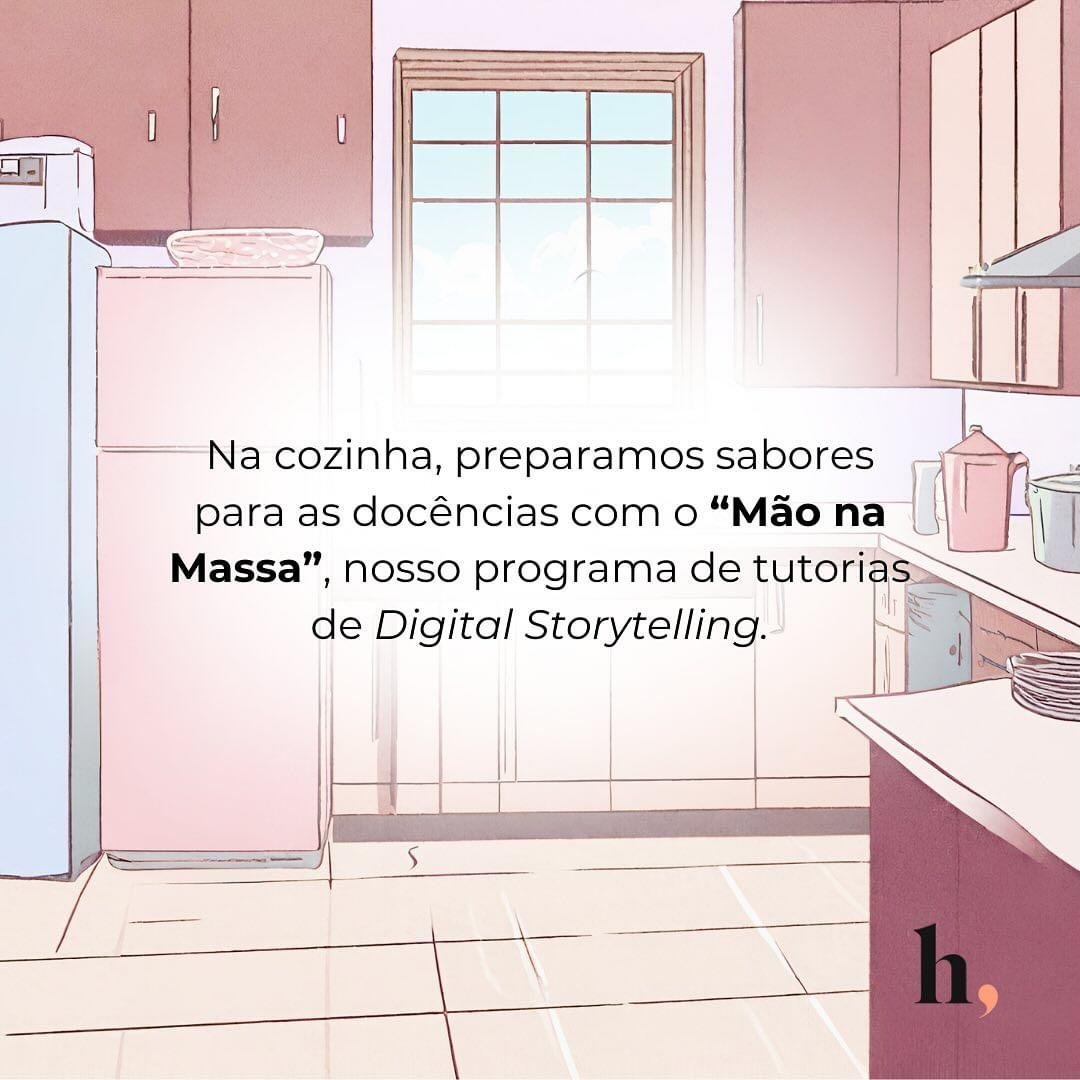 Na cozinha, preparamos sabores
para as docências com o “Mão na
Massa”, nosso programa de tutorias
de Digital Storytelling.
h,